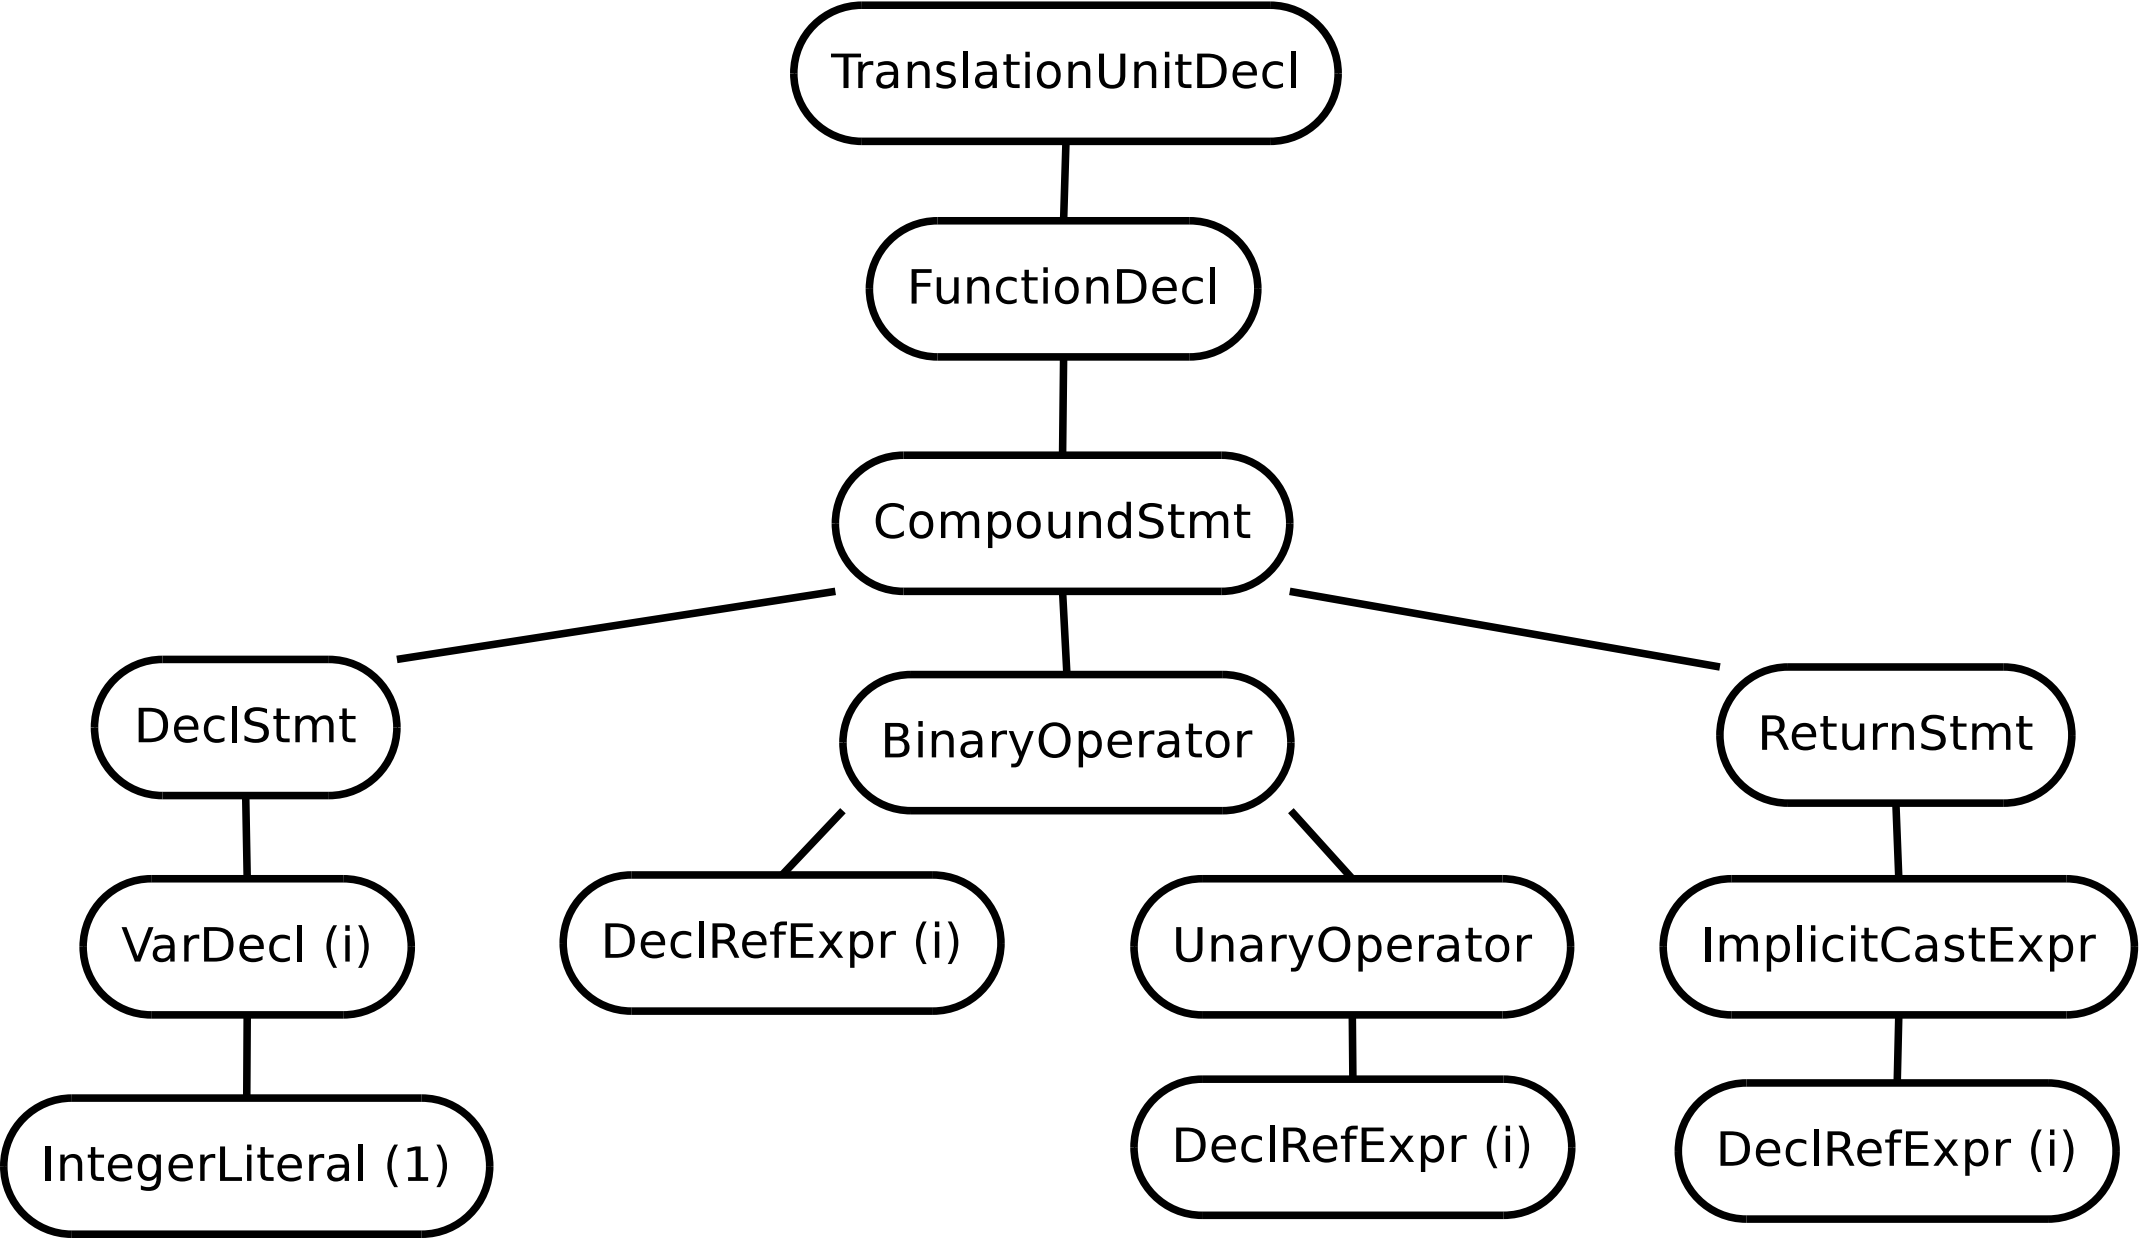 TranslationUnitDecl
FunctionDecl
CompoundStmt
DeclStmt
BinaryOperator
ReturnStmt
VarDecl (i)
DeclRefExpr (i)
UnaryOperator
ImplicitCastExpr
IntegerLiteral (1)
DeclRefExpr (i)
DeclRefExpr (i)